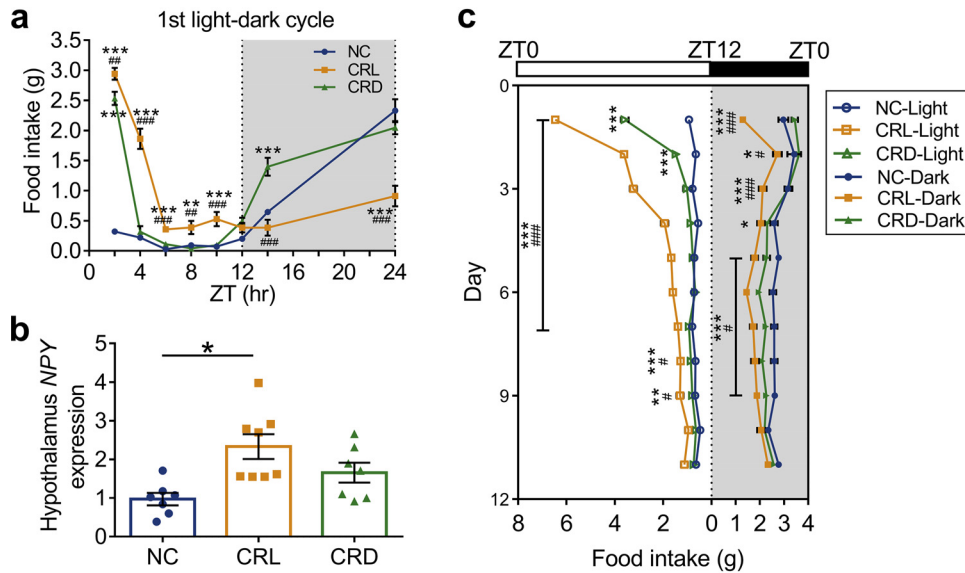 a
1st light-dark cycle
3.5
3.0
2.5
2.0
1.5
1.0
0.5
0.0
Food intake (g)
***
##
***
***
###
***
###
**
##
***
###
***
###
***
###
NC
CRL
CRD
0 4 8 12 16 20 24
ZT (hr)
b
5
4
3
2
1
0
Hypothalamus NPY
expression
*
NC CRL CRD
c
ZT0 ZT12 ZT0
0
3
6
9
12
Day
***
***
***
###
***
#
**
#
***
###
*#
***
###
*
***
#
8 6 4 2 0 1 2 3 4
Food intake (g)
NC-Light
CRL-Light
CRD-Light
NC-Dark
CRL-Dark
CRD-Dark